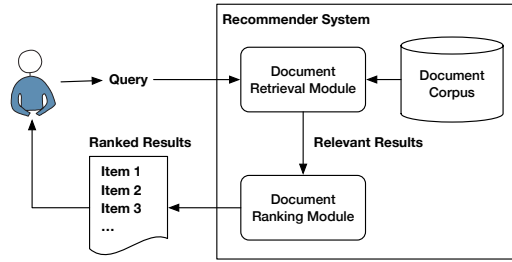 Recommender System
Query
Document
Retrieval Module
Document
Corpus
Relevant Results
Ranked Results
Item 1
Item 2
Item 3
...
Document
Ranking Module